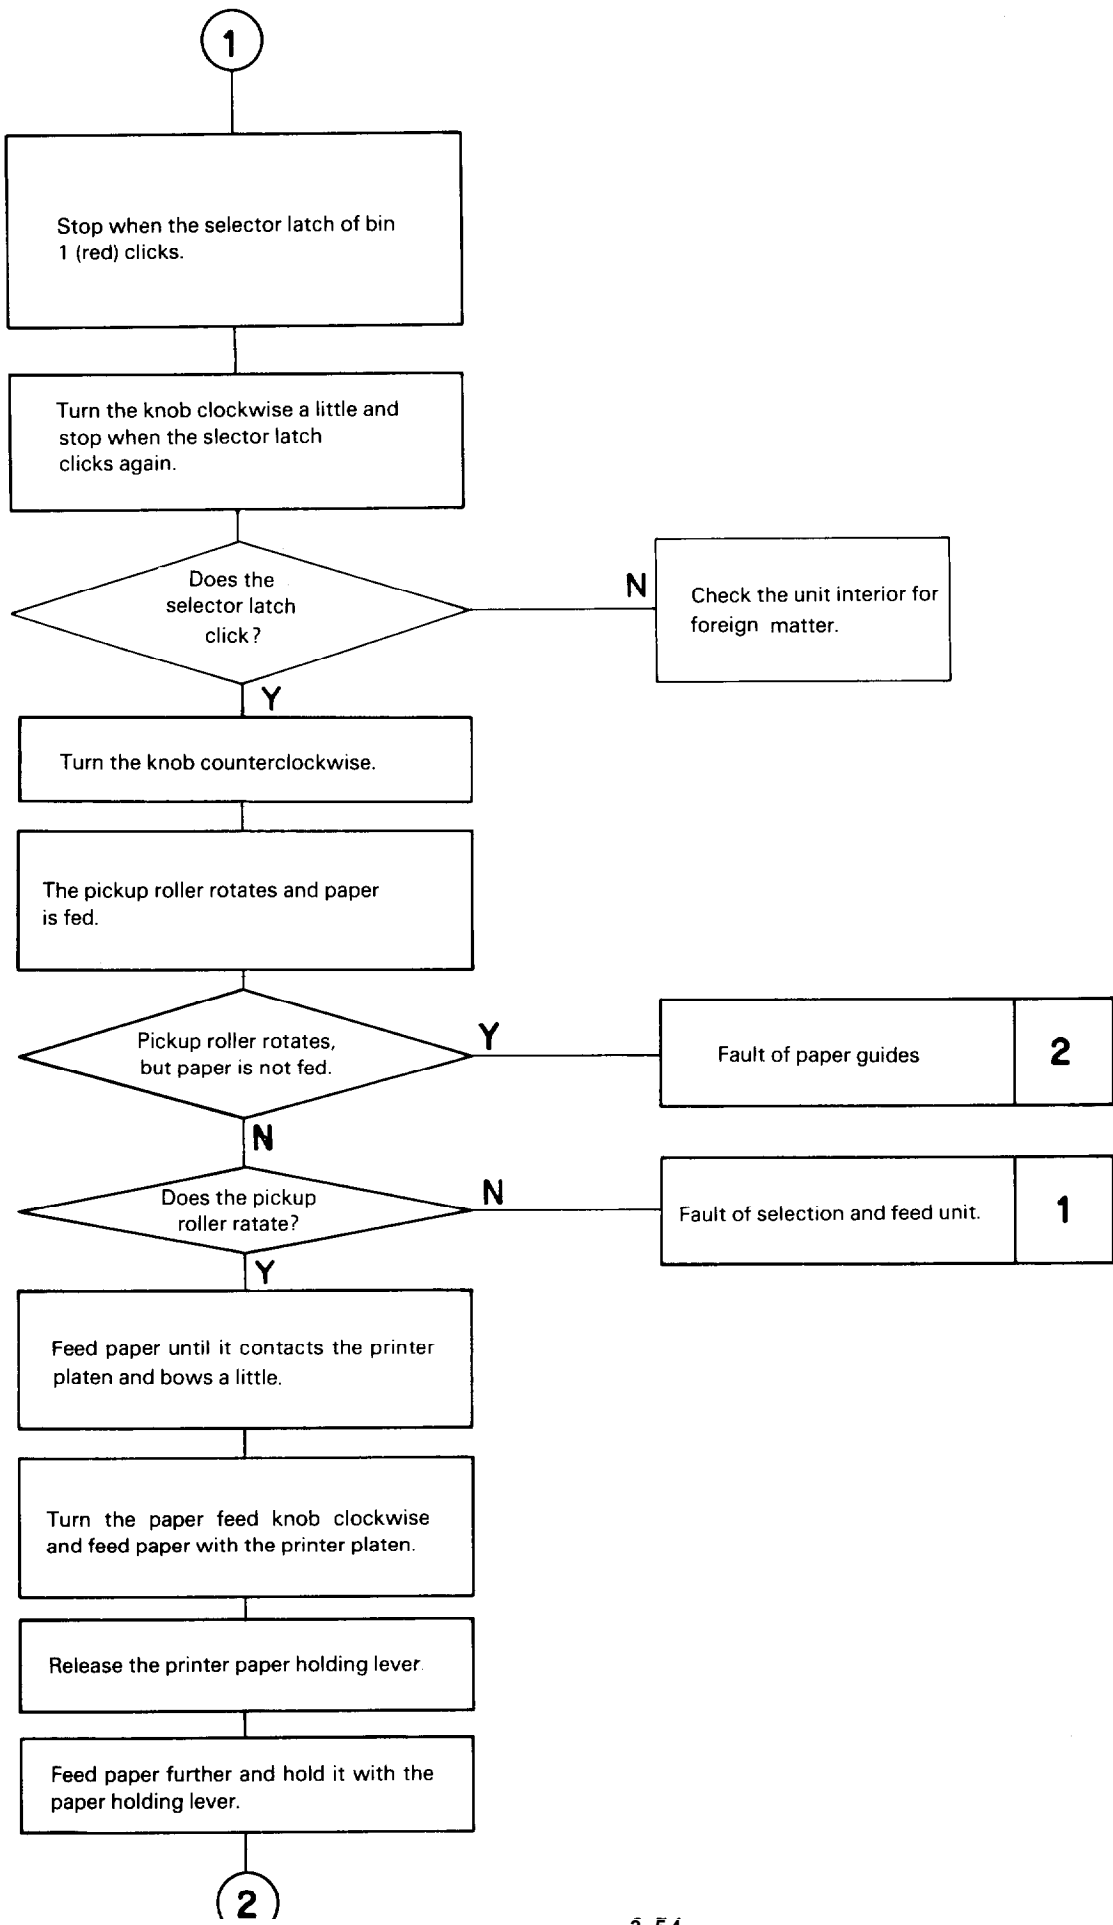 1
Stop when the selector latch of bin
1 (red) clicks.
Turn the knob clockwise a little and
stop when the slector latch
clicks again.
Does the
selector latch
click?
N
Check the unit interior for
foreign matter.
Y
Turn the knob counterclockwise.
The pickup roller rotates and paper
is fed.
Pickup roller rotates,
but paper is not fed.
Y
Fault of paper guides
2
N
Does the pickup
roller ratate?
N
Fault of selection and feed unit.
1
Y
Feed paper until it contacts the printer
platen and bows a little.
Turn the paper feed knob clockwise
and feed paper with the printer platen.
Release the printer paper holding lever.
Feed paper further and hold it with the
paper holding lever.
2